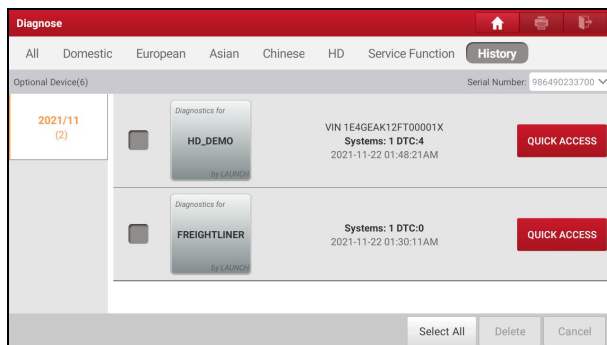 Diagnose
All Domestic European Asian Chinese HD Service Function History
Optional Device(6) Serial Number: 986490233700
2021/11
(2)
Diagnostics for
HD_DEMO
by LAUNCH
VIN 1E4GEAK12FT00001X
Systems: 1 DTC:4
2021-11-22 01:48:21AM
QUICK ACCESS
Diagnostics for
FREIGHTLINER
by LAUNCH
Systems: 1 DTC:0
2021-11-22 01:30:11AM
QUICK ACCESS
Select All Delete Cancel